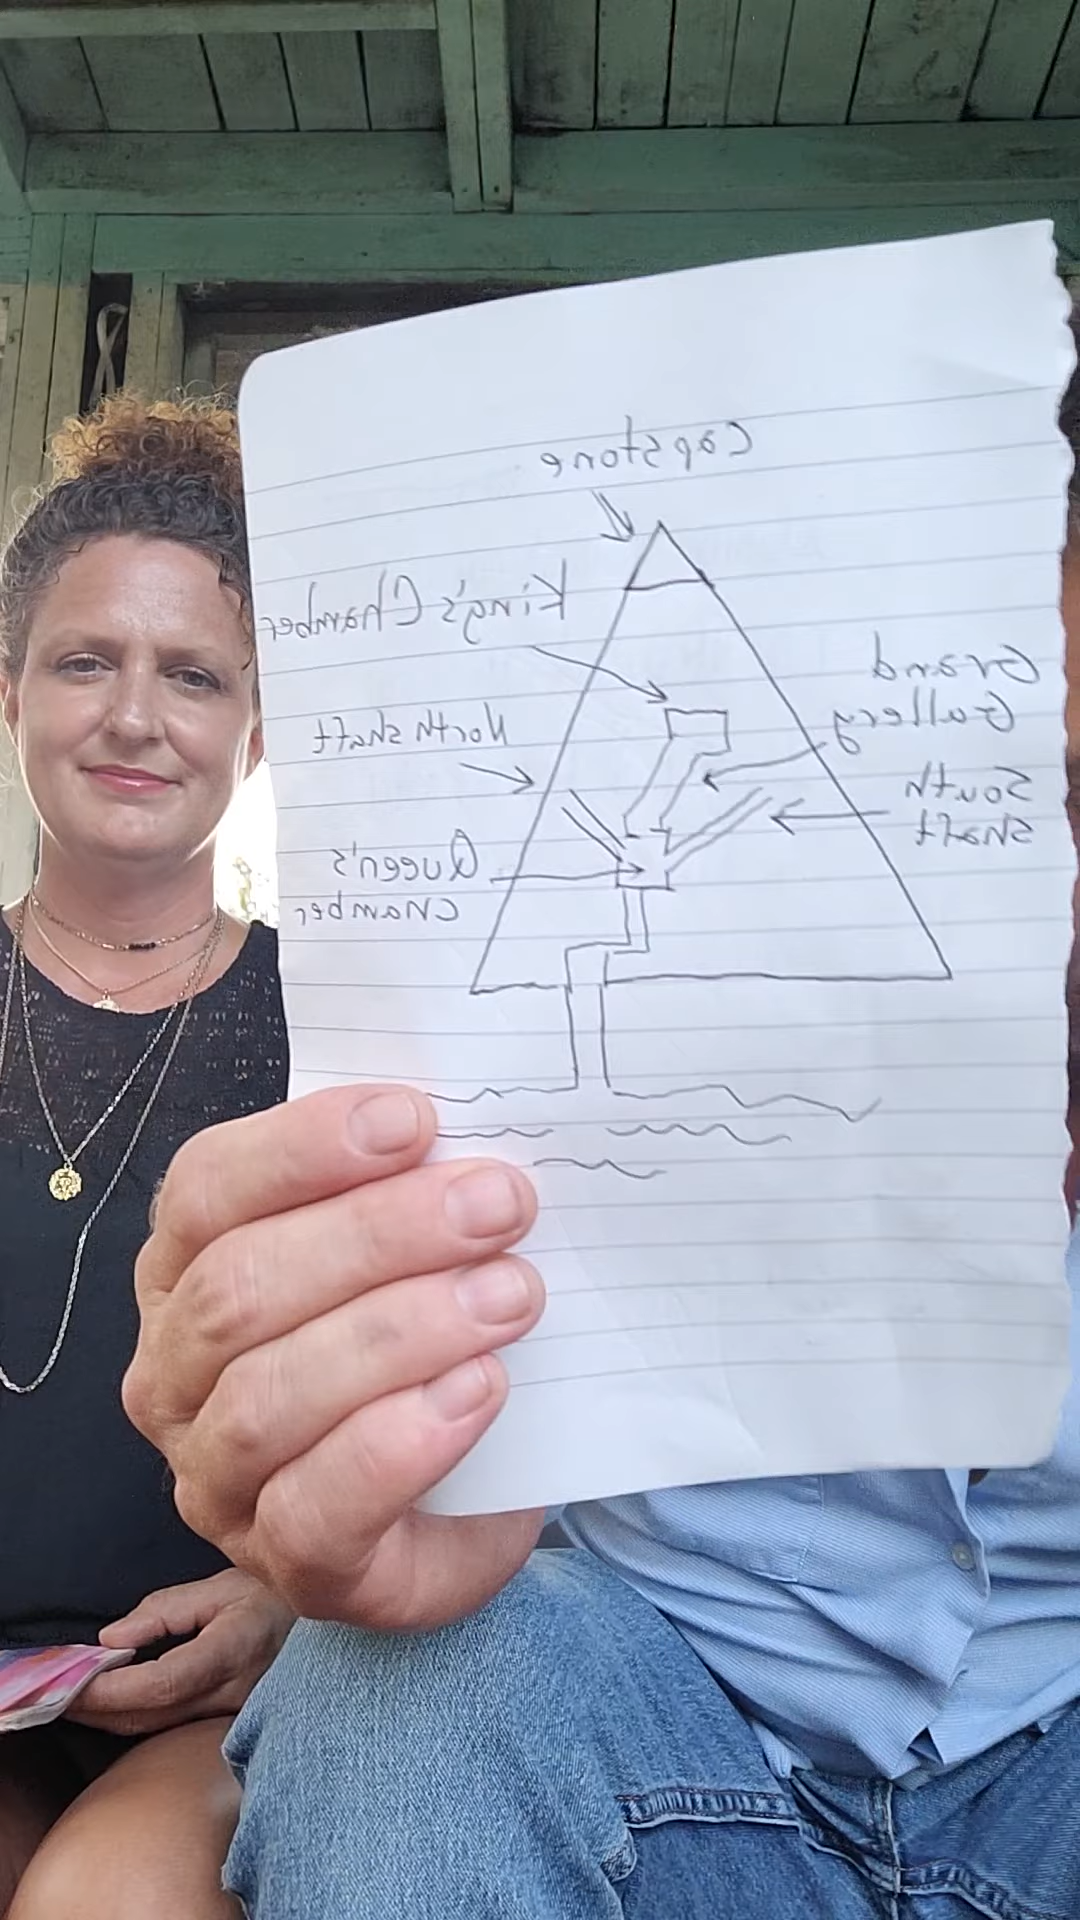 Capstone
King's Chamber
Grand
Gallery
North shaft
South
shaft
Queen's
chamber